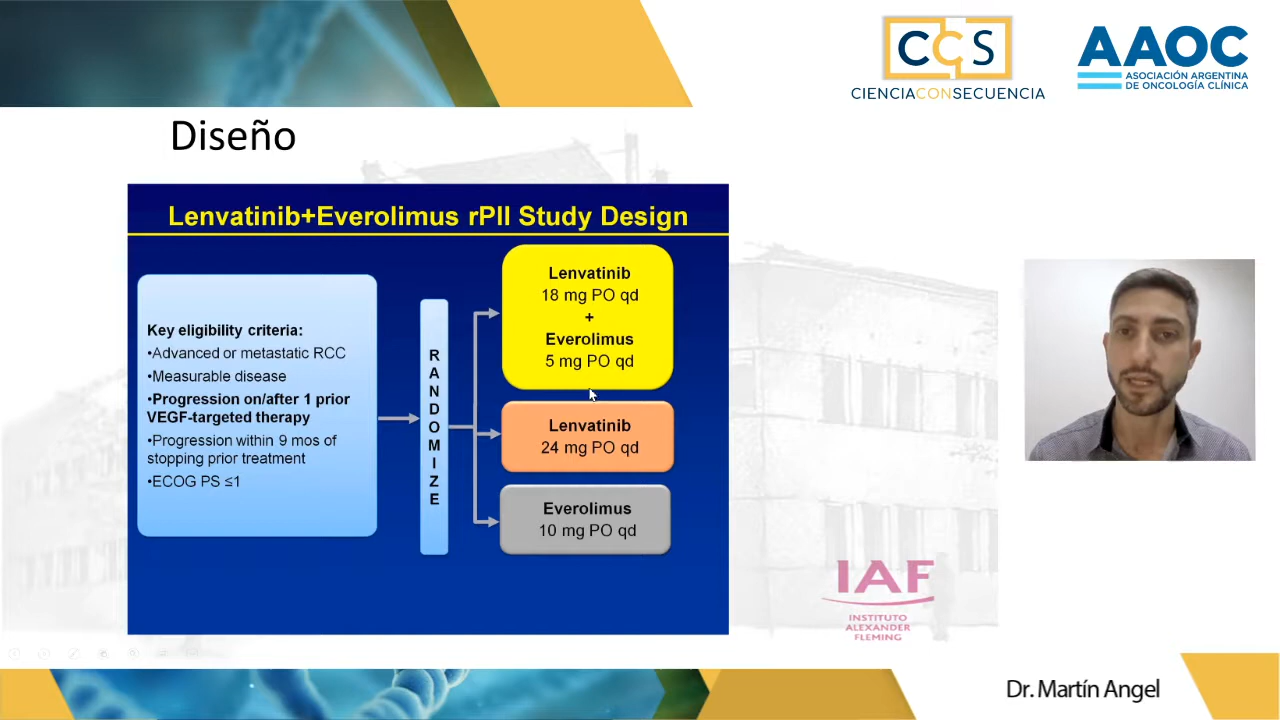 CCS
CIENCIACONSECUENCIA
AAOC
ASOCIACIÓN ARGENTINA
DE ONCOLOGÍA CLÍNICA
Diseño
Lenvatinib+Everolimus rPII Study Design
Key eligibility criteria:
•Advanced or metastatic RCC
•Measurable disease
•Progression on/after 1 prior
VEGF-targeted therapy
•Progression within 9 mos of
stopping prior treatment
•ECOG PS ≤1
RANDOMIZE
Lenvatinib
18 mg PO qd
+
Everolimus
5 mg PO qd
Lenvatinib
24 mg PO qd
Everolimus
10 mg PO qd
IAF
INSTITUTO
ALEXANDER
FLEMING
Dr. Martín Angel